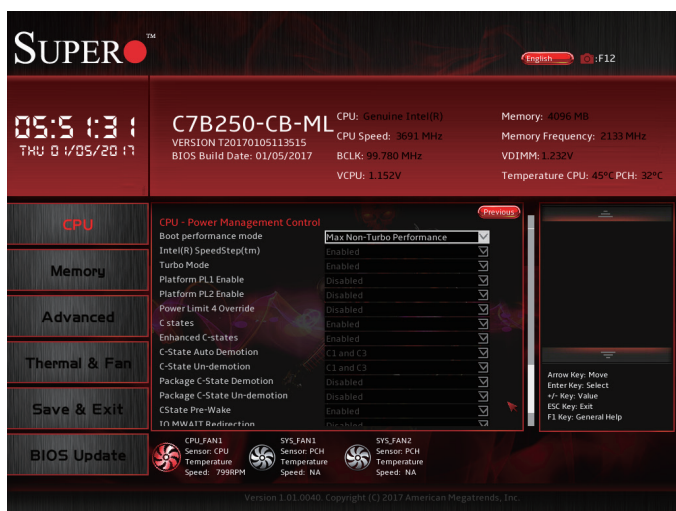 SUPER TM
English :F12
05:51:31
THU 01/05/2017
C7B250-CB-ML
VERSION T20170105113515
BIOS Build Date: 01/05/2017
CPU: Genuine Intel(R)
CPU Speed: 3691 MHz
BCLK: 99.780 MHz
VCPU: 1.152V
Memory: 4096 MB
Memory Frequency: 2133 MHz
VDIMM: 1.232V
Temperature CPU: 45°C PCH: 32°C
CPU
Memory
Advanced
Thermal & Fan
Save & Exit
BIOS Update
Previous
CPU - Power Management Control
Boot performance mode Max Non-Turbo Performance
Intel(R) SpeedStep(tm) Enabled
Turbo Mode Enabled
Platform PL1 Enable Disabled
Platform PL2 Enable Disabled
Power Limit 4 Override Disabled
C states Enabled
Enhanced C-states Enabled
C-State Auto Demotion C1 and C3
C-State Un-demotion C1 and C3
Package C-State Demotion Disabled
Package C-State Un-demotion Disabled
CState Pre-Wake Enabled
IO MWAIT Redirection Disabled
Arrow Key: Move
Enter Key: Select
+/- Key: Value
ESC Key: Exit
F1 Key: General Help
CPU_FAN1
Sensor: CPU
Temperature
Speed: 799RPM
SYS_FAN1
Sensor: PCH
Temperature
Speed: NA
SYS_FAN2
Sensor: PCH
Temperature
Speed: NA
Version 1.01.0040. Copyright (C) 2017 American Megatrends, Inc.